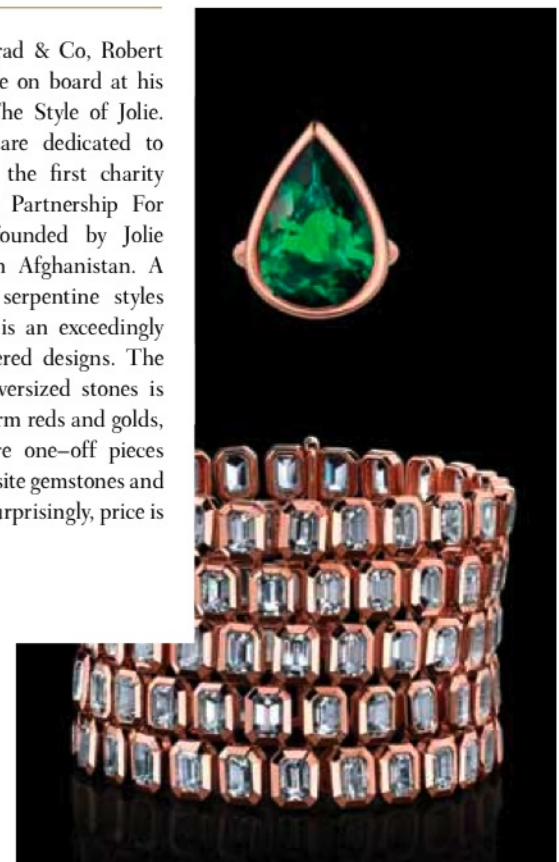 rad & Co, Robert
e on board at his
he Style of Jolie.
are dedicated to
the first charity
Partnership For
ounded by Jolie
n Afghanistan. A
serpentine styles
is an exceedingly
ered designs. The
versized stones is
rm reds and golds,
re one–off pieces
site gemstones and
urprisingly, price is